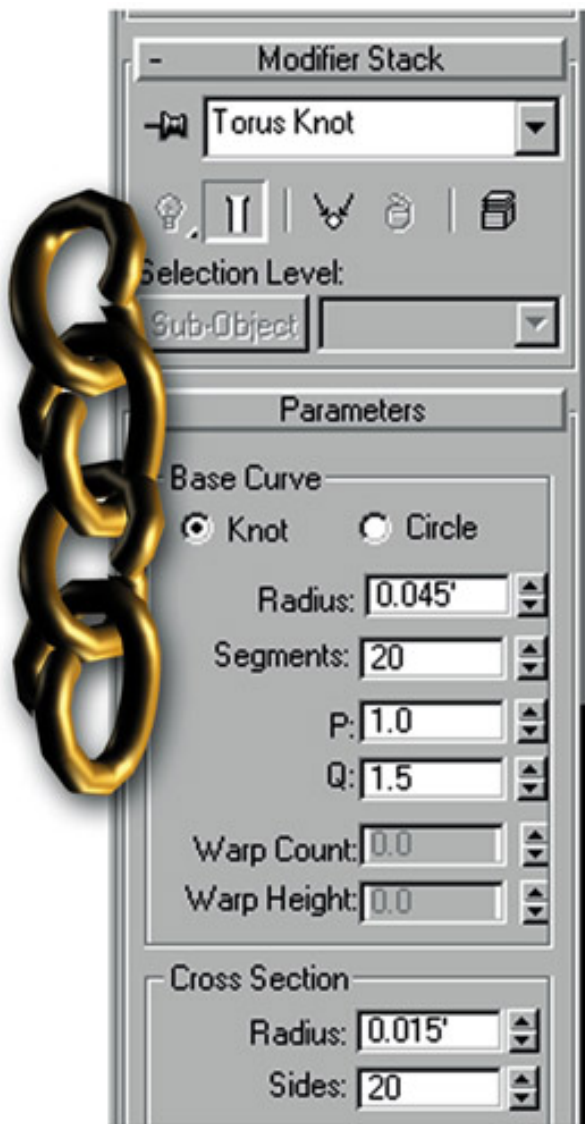 - Modifier Stack
Torus Knot
Selection Level:
Sub-Object
Parameters
Base Curve
Knot Circle
Radius: 0.045'
Segments: 20
P: 1.0
Q: 1.5
Warp Count: 0.0
Warp Height: 0.0
Cross Section
Radius: 0.015'
Sides: 20